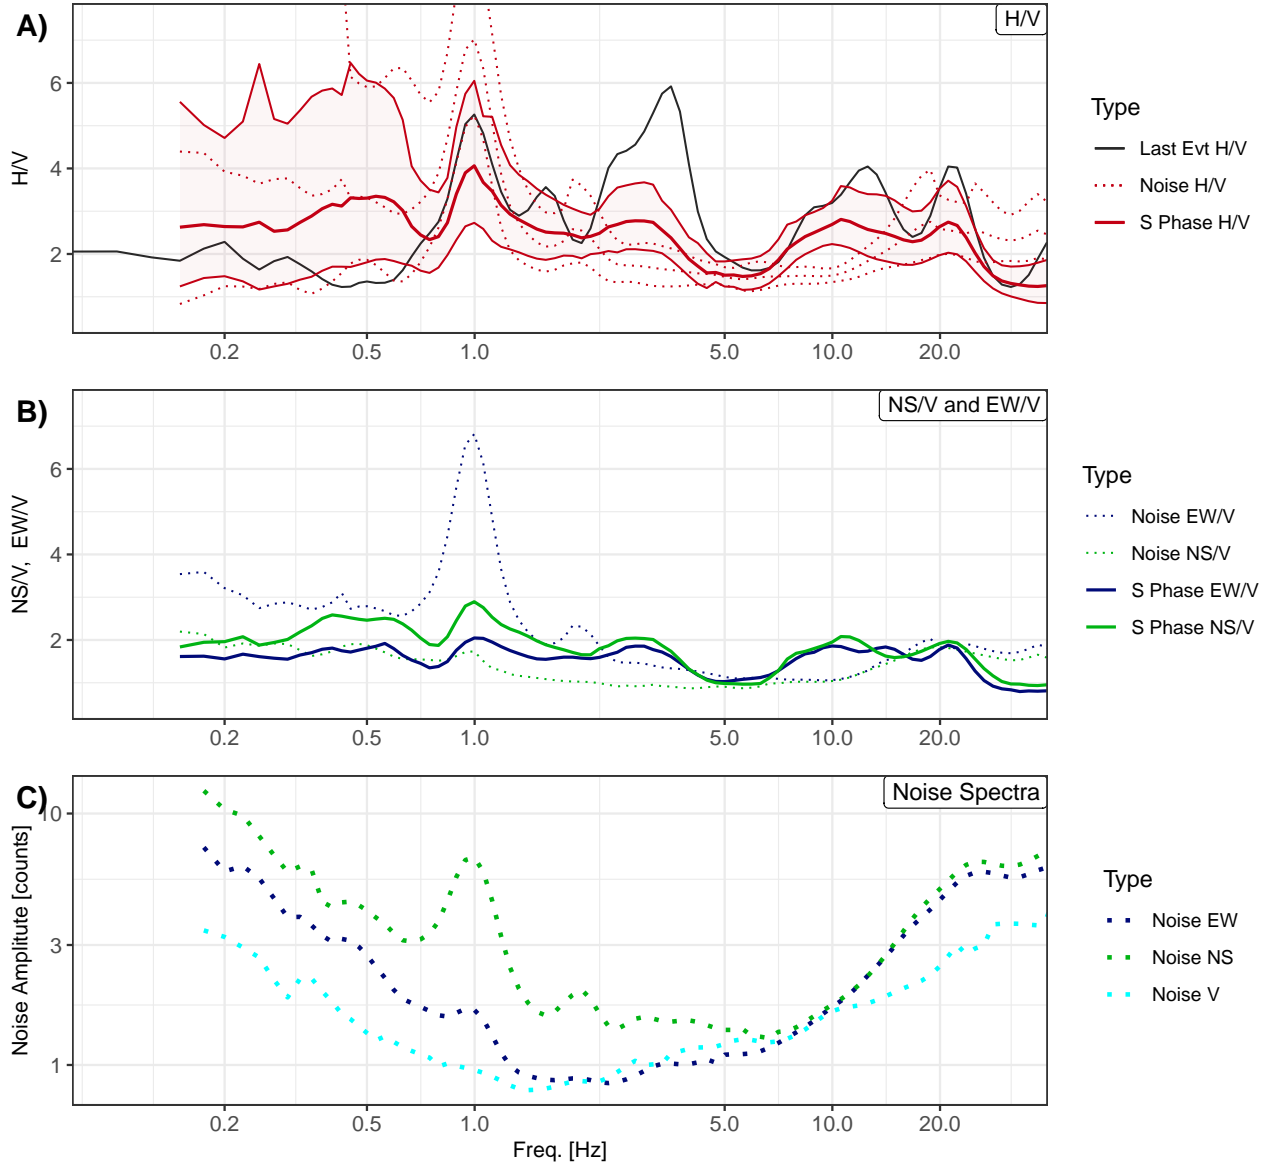 A)
H/V
6
4
2
H/V
0.2 0.5 1.0 5.0 10.0 20.0
Type
Last Evt H/V
Noise H/V
S Phase H/V
B)
NS/V and EW/V
6
4
2
NS/V, EW/V
0.2 0.5 1.0 5.0 10.0 20.0
Type
Noise EW/V
Noise NS/V
S Phase EW/V
S Phase NS/V
C)
Noise Spectra
10
3
1
Noise Amplitute [counts]
0.2 0.5 1.0 5.0 10.0 20.0
Freq. [Hz]
Type
Noise EW
Noise NS
Noise V